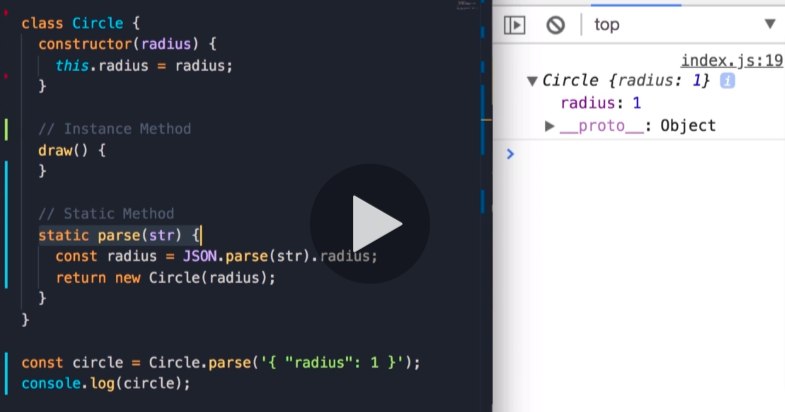 class Circle {
constructor(radius) {
this.radius = radius;
}
// Instance Method
draw() {
}
// Static Method
static parse(str) {
const radius = JSON.parse(str).radius;
return new Circle(radius);
}
}
const circle = Circle.parse('{ "radius": 1 }');
console.log(circle);
top
index.js:19
Circle {radius: 1} i
radius: 1
__proto__: Object